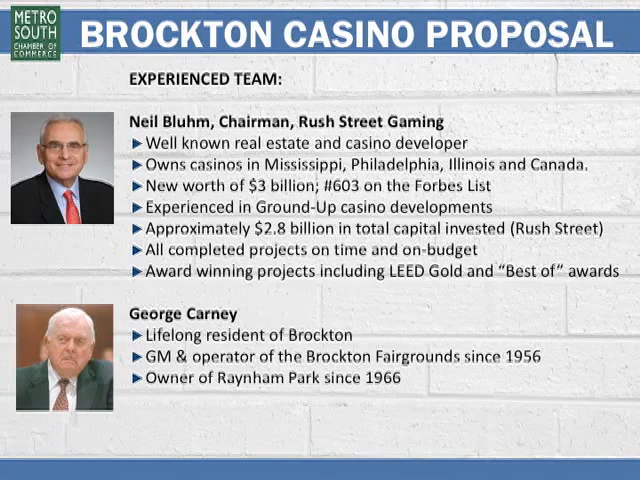 METRO
SOUTH
CHAMBER OF
COMMERCE
BROCKTON CASINO PROPOSAL
EXPERIENCED TEAM:
Neil Bluhm, Chairman, Rush Street Gaming
Well known real estate and casino developer
Owns casinos in Mississippi, Philadelphia, Illinois and Canada.
New worth of $3 billion; #603 on the Forbes List
Experienced in Ground-Up casino developments
Approximately $2.8 billion in total capital invested (Rush Street)
All completed projects on time and on-budget
Award winning projects including LEED Gold and “Best of” awards
George Carney
Lifelong resident of Brockton
GM & operator of the Brockton Fairgrounds since 1956
Owner of Raynham Park since 1966